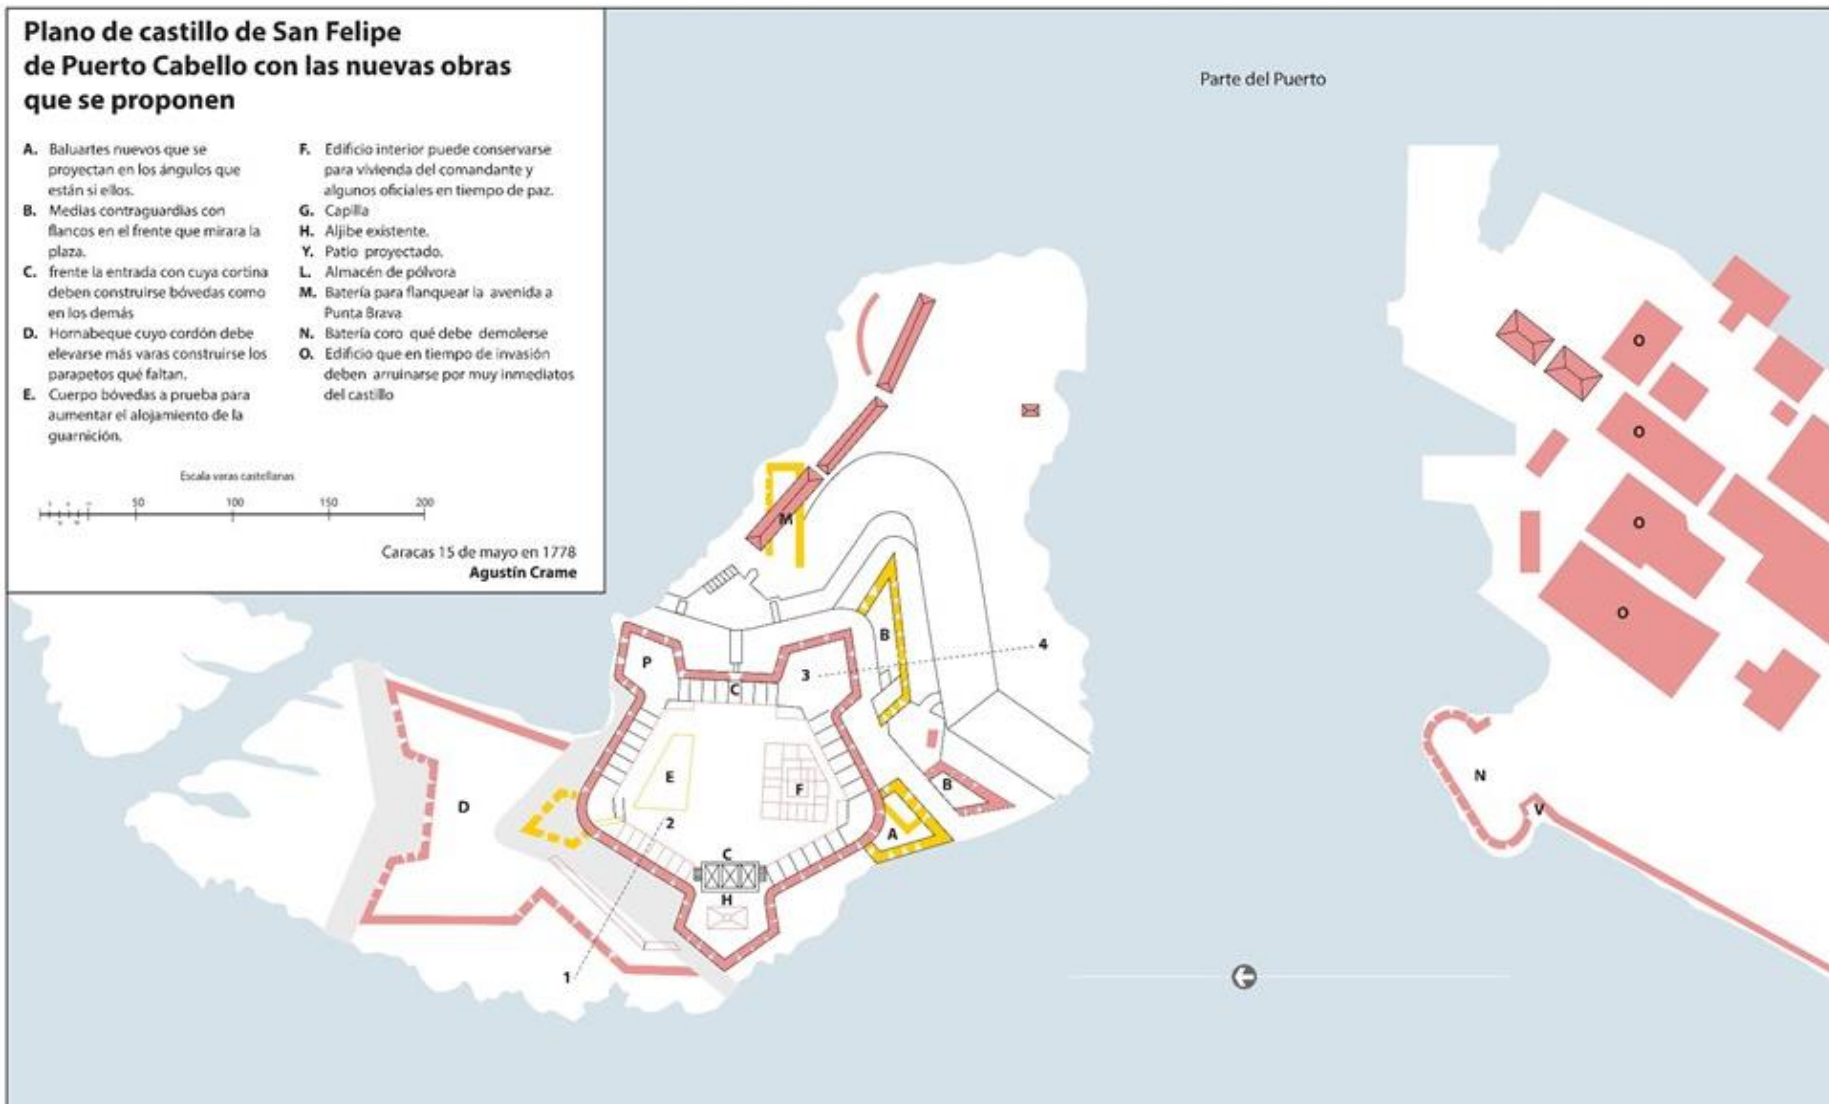 Plano de castillo de San Felipe
de Puerto Cabello con las nuevas obras
que se proponen
A. Baluartes nuevos que se
proyectan en los ángulos que
están si ellos.
B. Medias contraguardias con
flancos en el frente que mirara la
plaza.
C. frente la entrada con cuya cortina
deben construirse bóvedas como
en los demás
D. Hornabeque cuyo cordón debe
elevarse más varas construirse los
parapetos qué faltan.
E. Cuerpo bóvedas a prueba para
aumentar el alojamiento de la
guarnición.
F. Edificio interior puede conservarse
para vivienda del comandante y
algunos oficiales en tiempo de paz.
G. Capilla
H. Aljibe existente.
Y. Patio proyectado.
L. Almacén de pólvora
M. Batería para flanquear la avenida a
Punta Brava
N. Batería coro qué debe demolerse
O. Edificio que en tiempo de invasión
deben arruinarse por muy inmediatos
del castillo
Escala varas castellanas
50 100 150 200
Caracas 15 de mayo en 1778
Agustín Crame
Parte del Puerto
O
O
M
O
O
B
4
P
3
C
E
F
B
N
D
2
A
V
C
H
1